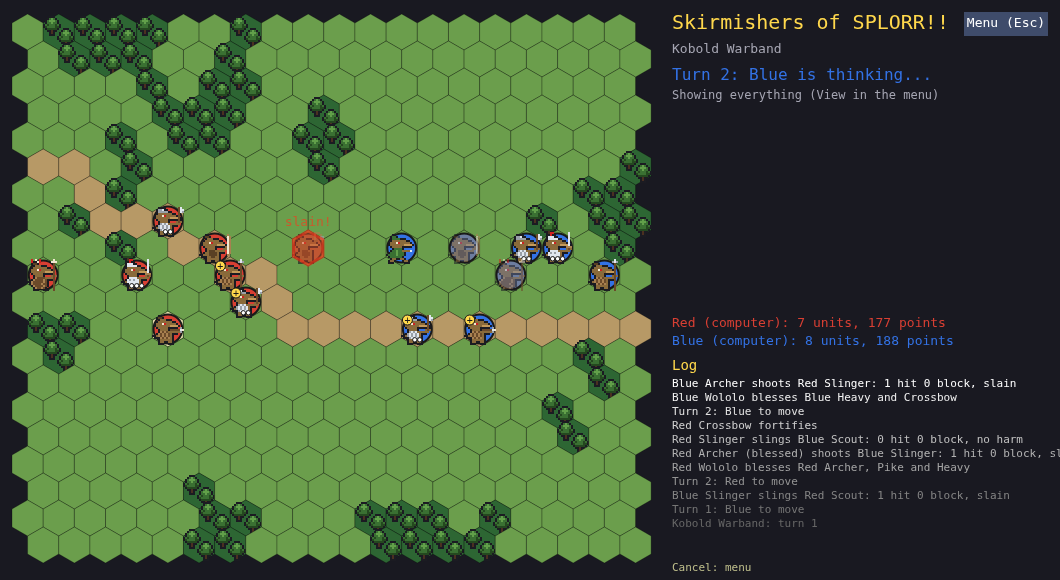 Skirmishers of SPLORR!!
Menu (Esc)
Kobold Warband
Turn 2: Blue is thinking...
Showing everything (View in the menu)
slain!
Red (computer): 7 units, 177 points
Blue (computer): 8 units, 188 points
Log
Blue Archer shoots Red Slinger: 1 hit 0 block, slain
Blue Wololo blesses Blue Heavy and Crossbow
Turn 2: Blue to move
Red Crossbow fortifies
Red Slinger slings Blue Scout: 0 hit 0 block, no harm
Red Archer (blessed) shoots Blue Slinger: 1 hit 0 block, sl
Red Wololo blesses Red Archer, Pike and Heavy
Turn 2: Red to move
Blue Slinger slings Red Scout: 1 hit 0 block, slain
Turn 1: Blue to move
Kobold Warband: turn 1
Cancel: menu